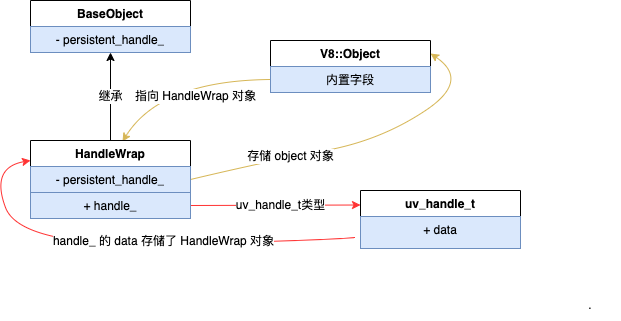 BaseObject
- persistent_handle_
V8::Object
内置字段
继承
指向 HandleWrap 对象
HandleWrap
存储 object 对象
- persistent_handle_
+ handle_
uv_handle_t类型
uv_handle_t
+ data
handle_ 的 data 存储了 HandleWrap 对象